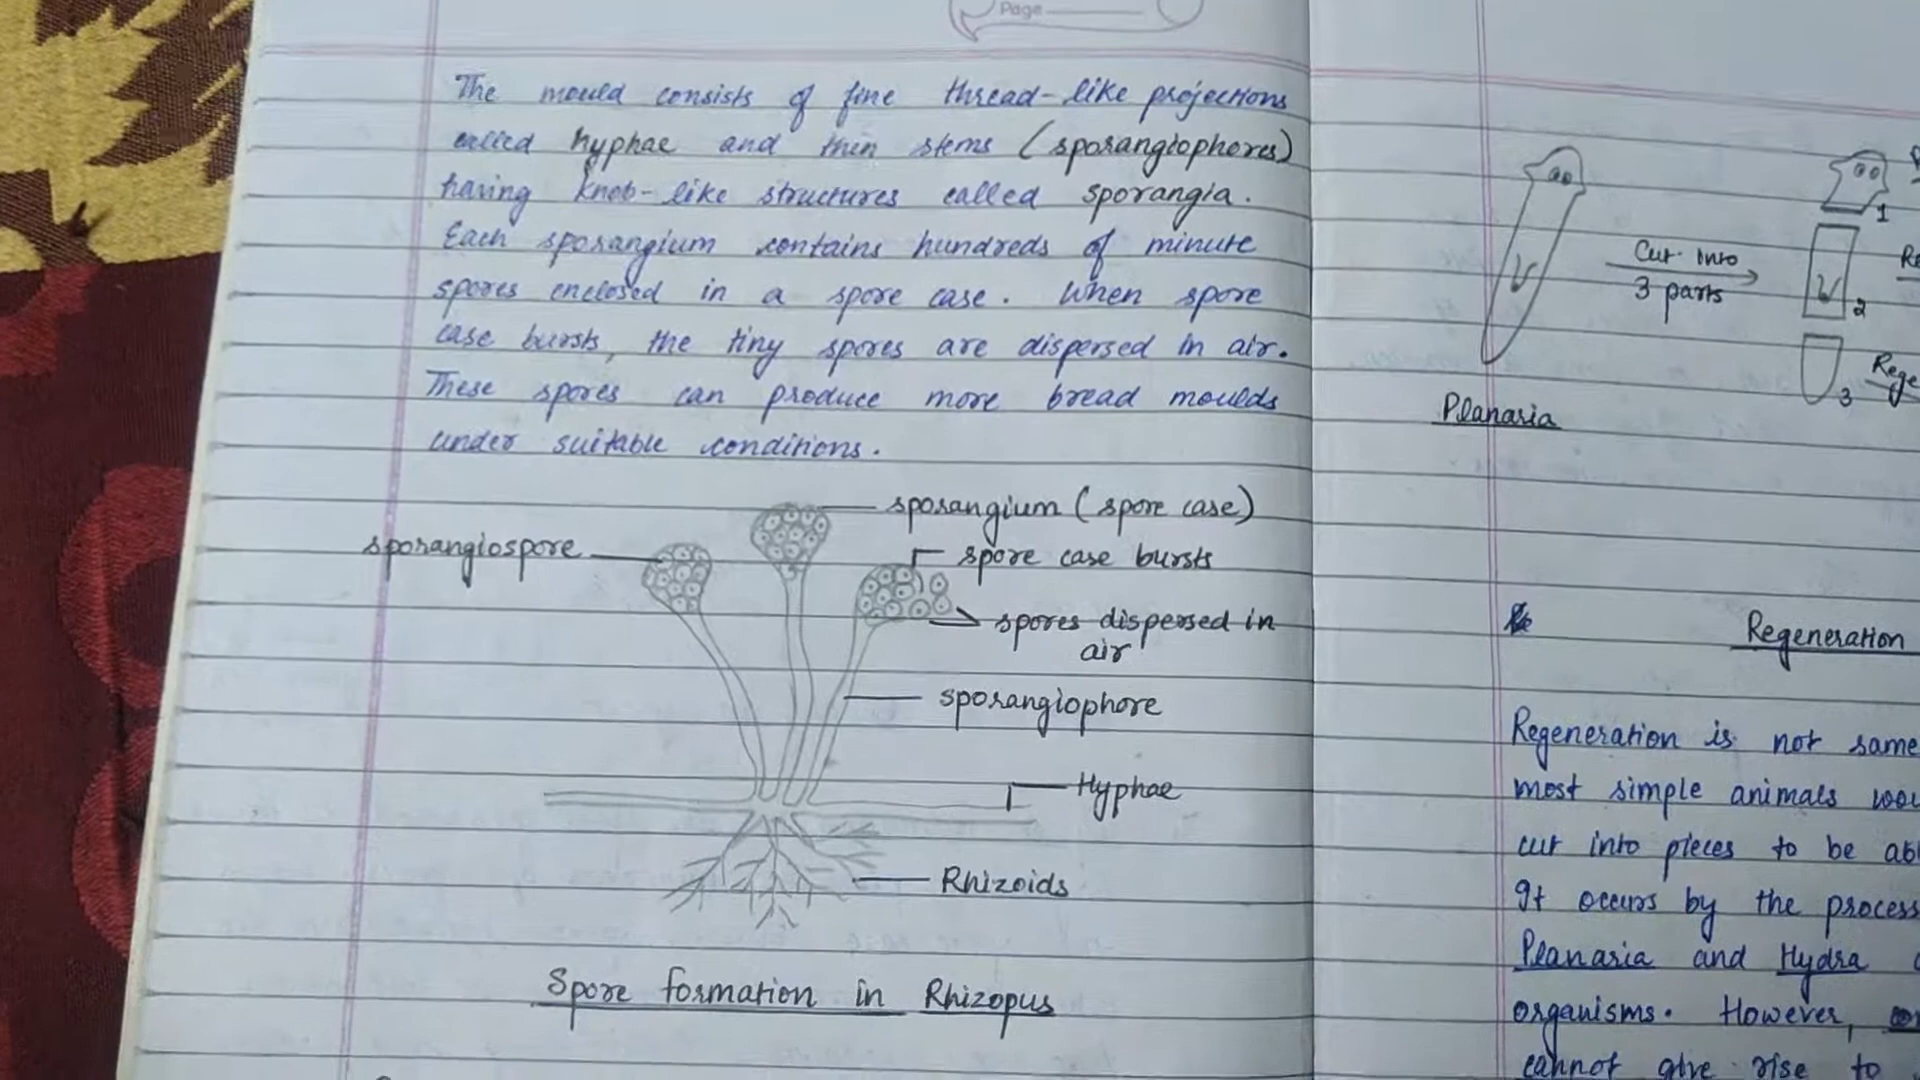 Page
The mould consists of fine thread-like projections
called hyphae and thin stems (sporangiophores)
having knob-like structures called sporangia.
Each sporangium contains hundreds of minute
spores enclosed in a spore case. When spore
case bursts, the tiny spores are dispersed in air.
These spores can produce more bread moulds
under suitable conditions.
sporangium (spore case)
sporangiospore
spore case bursts
spores dispersed in
air
sporangiophore
Hyphae
Rhizoids
Spore formation in Rhizopus
Cut into
3 parts
1
2
3
Planaria
Regeneration
Regeneration is not same
most simple animals
cut into pieces to be
It occurs by the process
Planaria and Hydra
organisms. However,
cannot give rise to